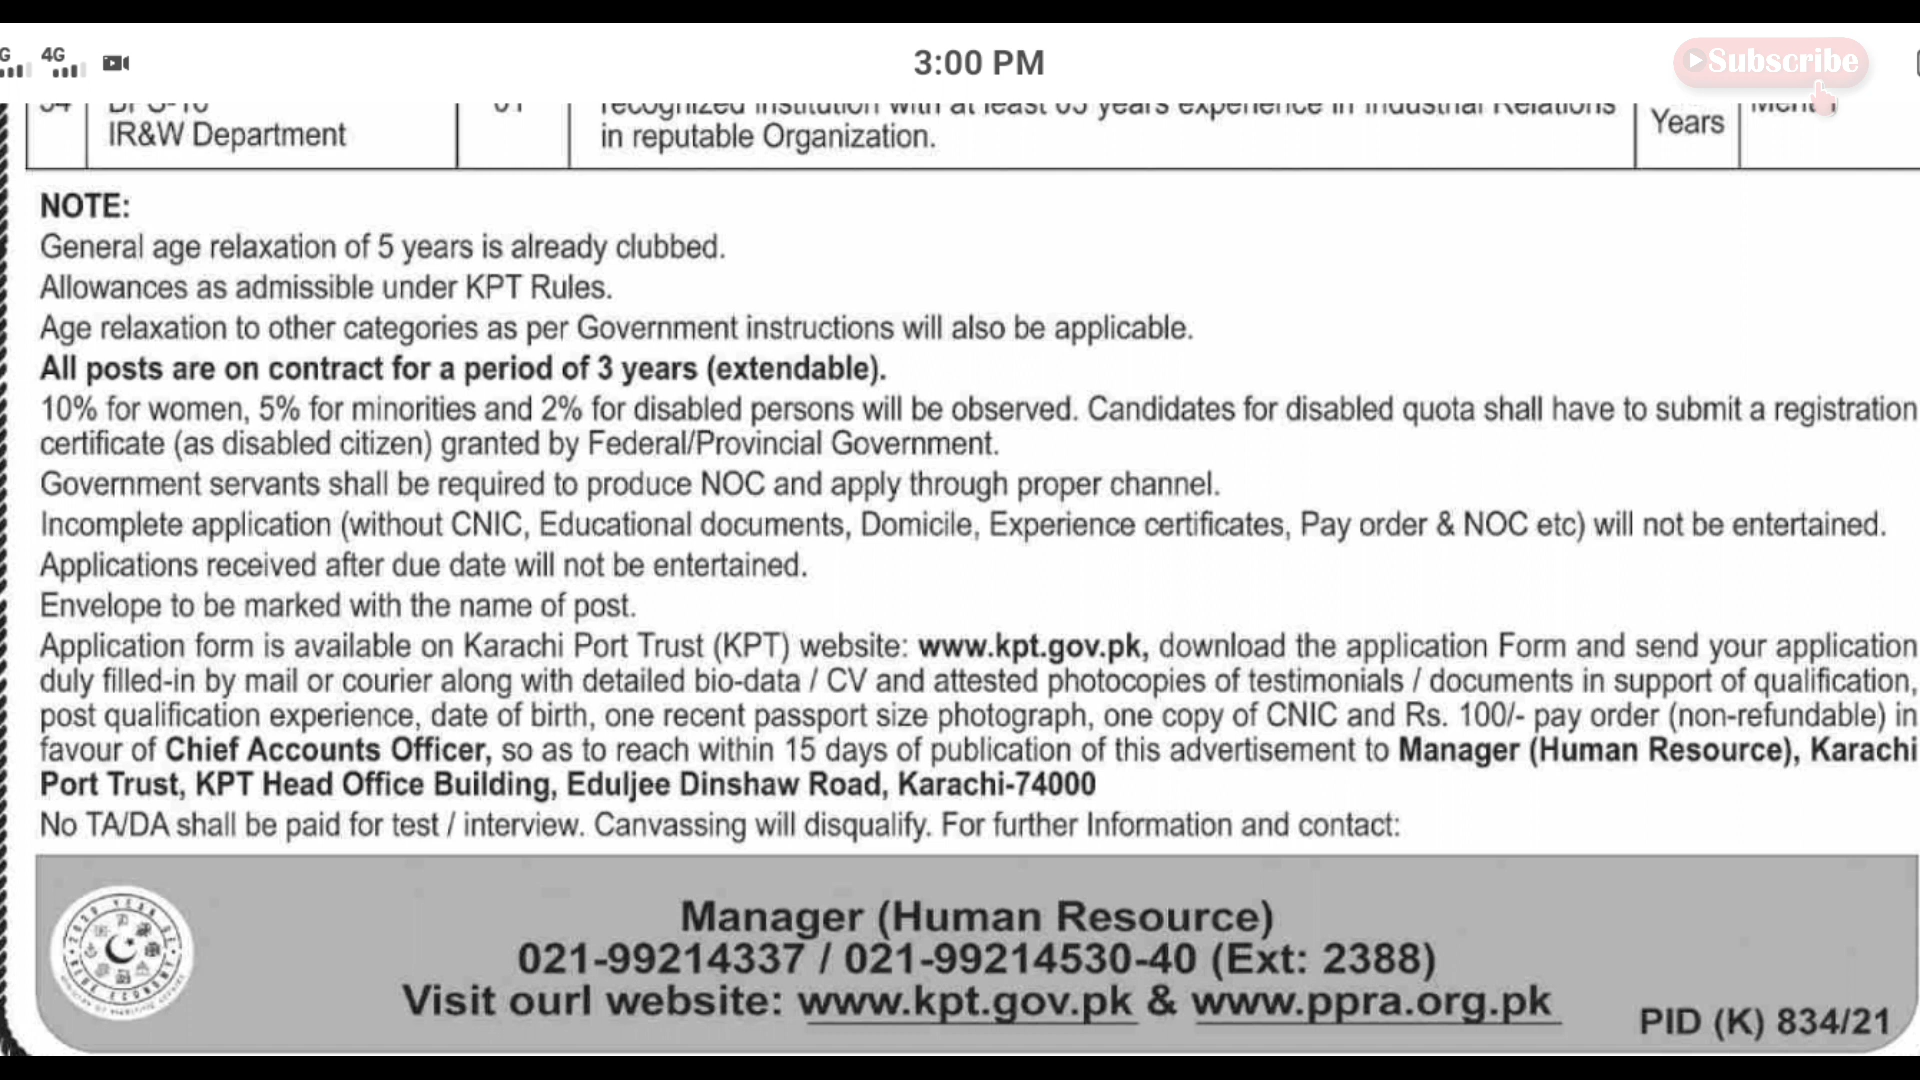 4G
3:00 PM
Subscribe
recognized institution with at least 05 years experience in Industrial Relations
IR&W Department
in reputable Organization.
Years
NOTE:
General age relaxation of 5 years is already clubbed.
Allowances as admissible under KPT Rules.
Age relaxation to other categories as per Government instructions will also be applicable.
All posts are on contract for a period of 3 years (extendable).
10% for women, 5% for minorities and 2% for disabled persons will be observed. Candidates for disabled quota shall have to submit a registration
certificate (as disabled citizen) granted by Federal/Provincial Government.
Government servants shall be required to produce NOC and apply through proper channel.
Incomplete application (without CNIC, Educational documents, Domicile, Experience certificates, Pay order & NOC etc) will not be entertained.
Applications received after due date will not be entertained.
Envelope to be marked with the name of post.
Application form is available on Karachi Port Trust (KPT) website: www.kpt.gov.pk, download the application Form and send your application
duly filled-in by mail or courier along with detailed bio-data / CV and attested photocopies of testimonials / documents in support of qualification,
post qualification experience, date of birth, one recent passport size photograph, one copy of CNIC and Rs. 100/- pay order (non-refundable) in
favour of Chief Accounts Officer, so as to reach within 15 days of publication of this advertisement to Manager (Human Resource), Karachi
Port Trust, KPT Head Office Building, Eduljee Dinshaw Road, Karachi-74000
No TA/DA shall be paid for test / interview. Canvassing will disqualify. For further Information and contact:
Manager (Human Resource)
021-99214337 / 021-99214530-40 (Ext: 2388)
Visit ourl website: www.kpt.gov.pk & www.ppra.org.pk
PID (K) 834/21